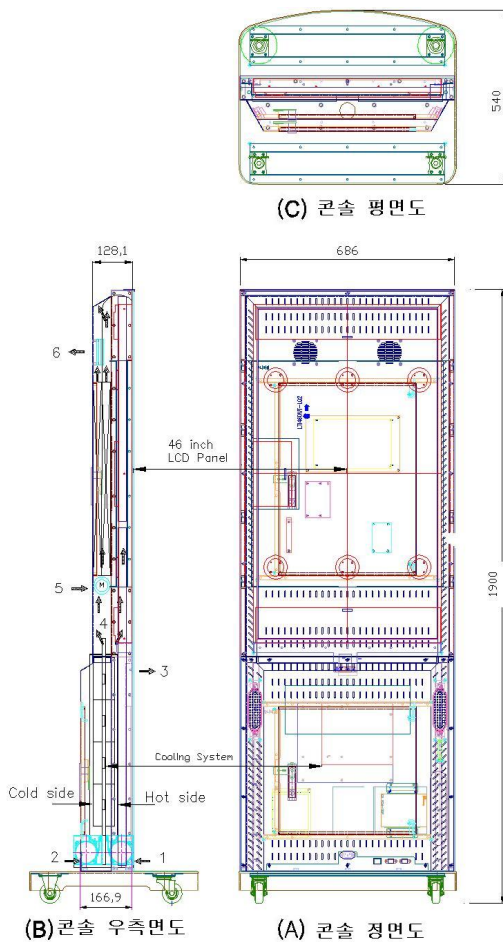 540
(C) 콘솔 평면도
128,1
686
6
46 inch
LCD Panel
5
M
4
3
1900
Cooling System
Cold side
Hot side
2
1
166,9
(B) 콘솔 우측면도
(A) 콘솔 정면도